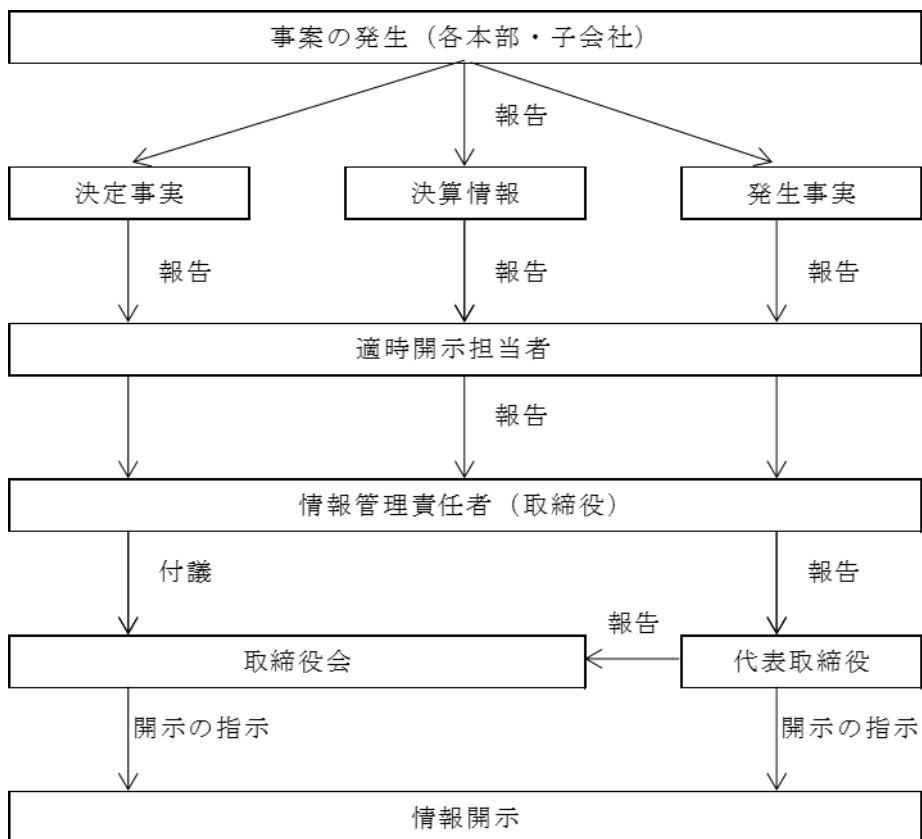 事案の発生（各本部・子会社）
報告
決定事実
決算情報
発生事実
報告
報告
報告
適時開示担当者
報告
情報管理責任者（取締役）
付議
報告
報告
取締役会
代表取締役
開示の指示
開示の指示
情報開示